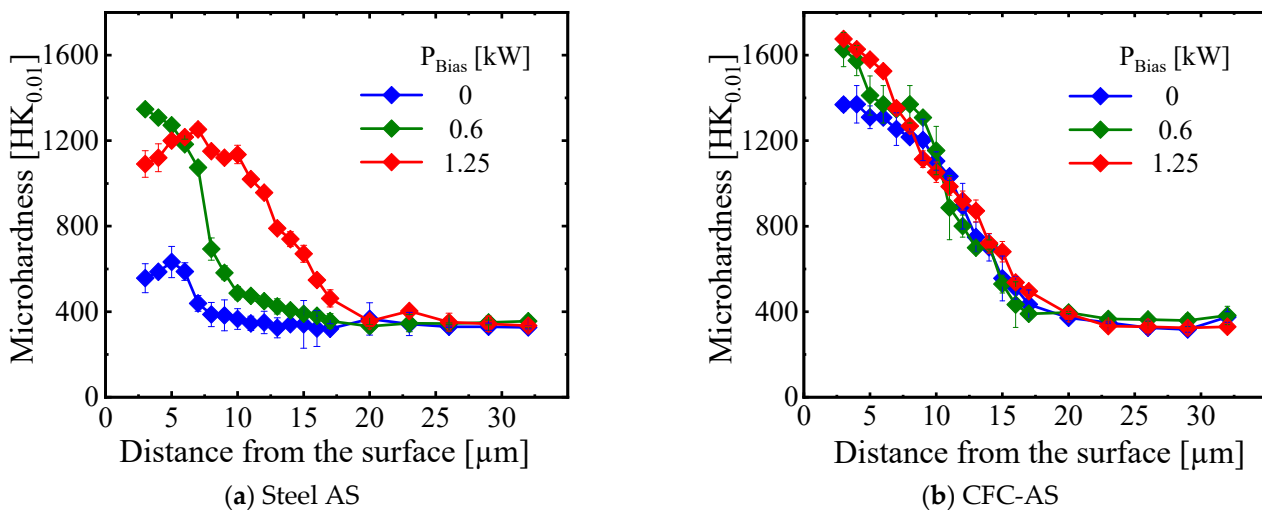 Microhardness [HK0.01]
1600
1200
800
400
0
P_Bias [kW]
0
0.6
1.25
0 5 10 15 20 25 30
Distance from the surface [µm]
(a) Steel AS
Microhardness [HK0.01]
1600
1200
800
400
0
P_Bias [kW]
0
0.6
1.25
0 5 10 15 20 25 30
Distance from the surface [µm]
(b) CFC-AS